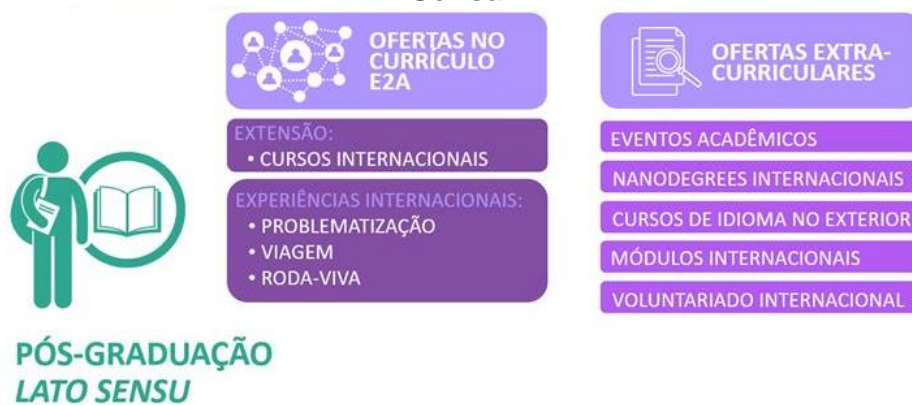 OFERTAS NO
CURRÍCULO
E2A
EXTENSÃO:
• CURSOS INTERNACIONAIS
EXPERIÊNCIAS INTERNACIONAIS:
• PROBLEMATIZAÇÃO
• VIAGEM
• RODA-VIVA
OFERTAS EXTRA-
CURRICULARES
EVENTOS ACADÊMICOS
NANODEGREES INTERNACIONAIS
CURSOS DE IDIOMA NO EXTERIOR
MÓDULOS INTERNACIONAIS
VOLUNTARIADO INTERNACIONAL
PÓS-GRADUAÇÃO
LATO SENSU